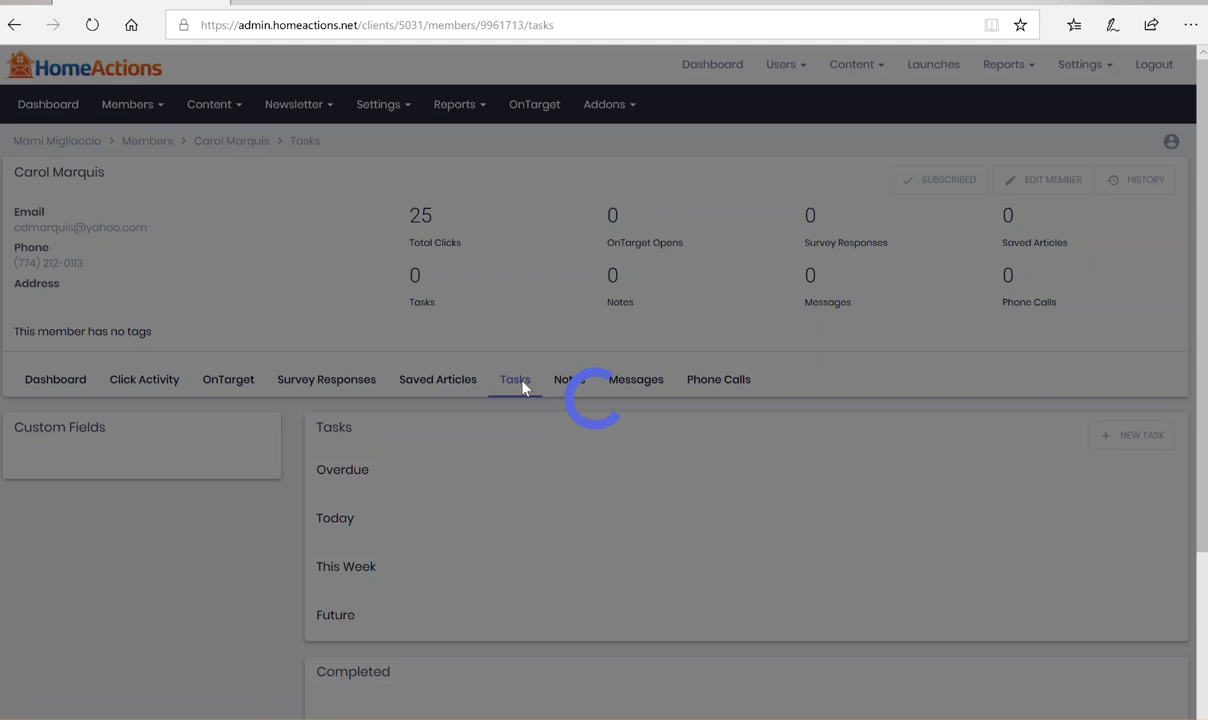 https://admin.homeactions.net/clients/5031/members/9961713/tasks
HomeActions
Dashboard Users Content Launches Reports Settings Logout
Dashboard Members Content Newsletter Settings Reports OnTarget Addons
Marni Migliaccio > Members > Carol Marquis > Tasks
Carol Marquis
SUBSCRIBED EDIT MEMBER HISTORY
Email
cdmarquis@yahoo.com
Phone
(774) 212-0113
Address
25 0 0 0
Total Clicks OnTarget Opens Survey Responses Saved Articles
0 0 0 0
Tasks Notes Messages Phone Calls
This member has no tags
Dashboard Click Activity OnTarget Survey Responses Saved Articles Tasks Messages Phone Calls
Custom Fields
Tasks
+ NEW TASK
Overdue
Today
This Week
Future
Completed